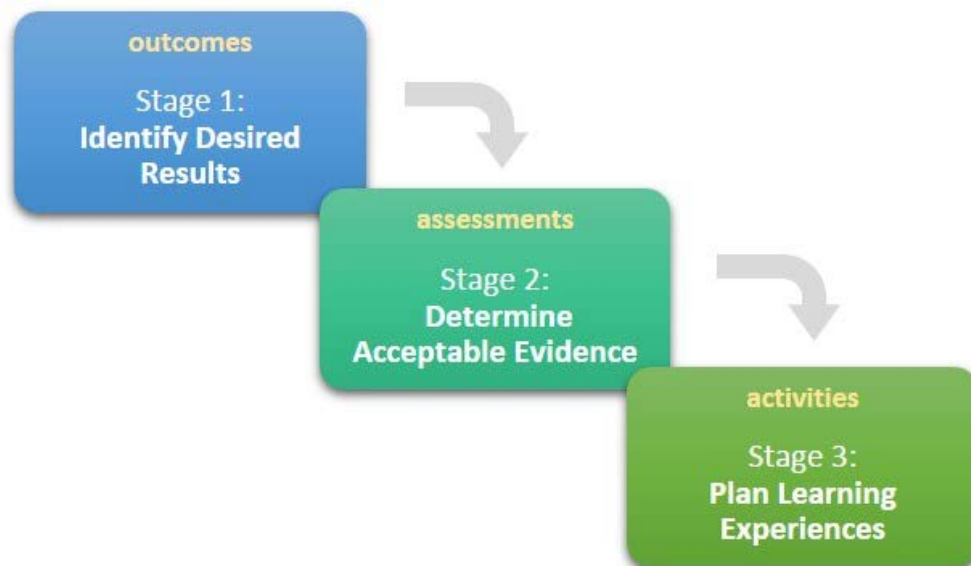 outcomes
Stage 1:
Identify Desired
Results
assessments
Stage 2:
Determine
Acceptable Evidence
activities
Stage 3:
Plan Learning
Experiences